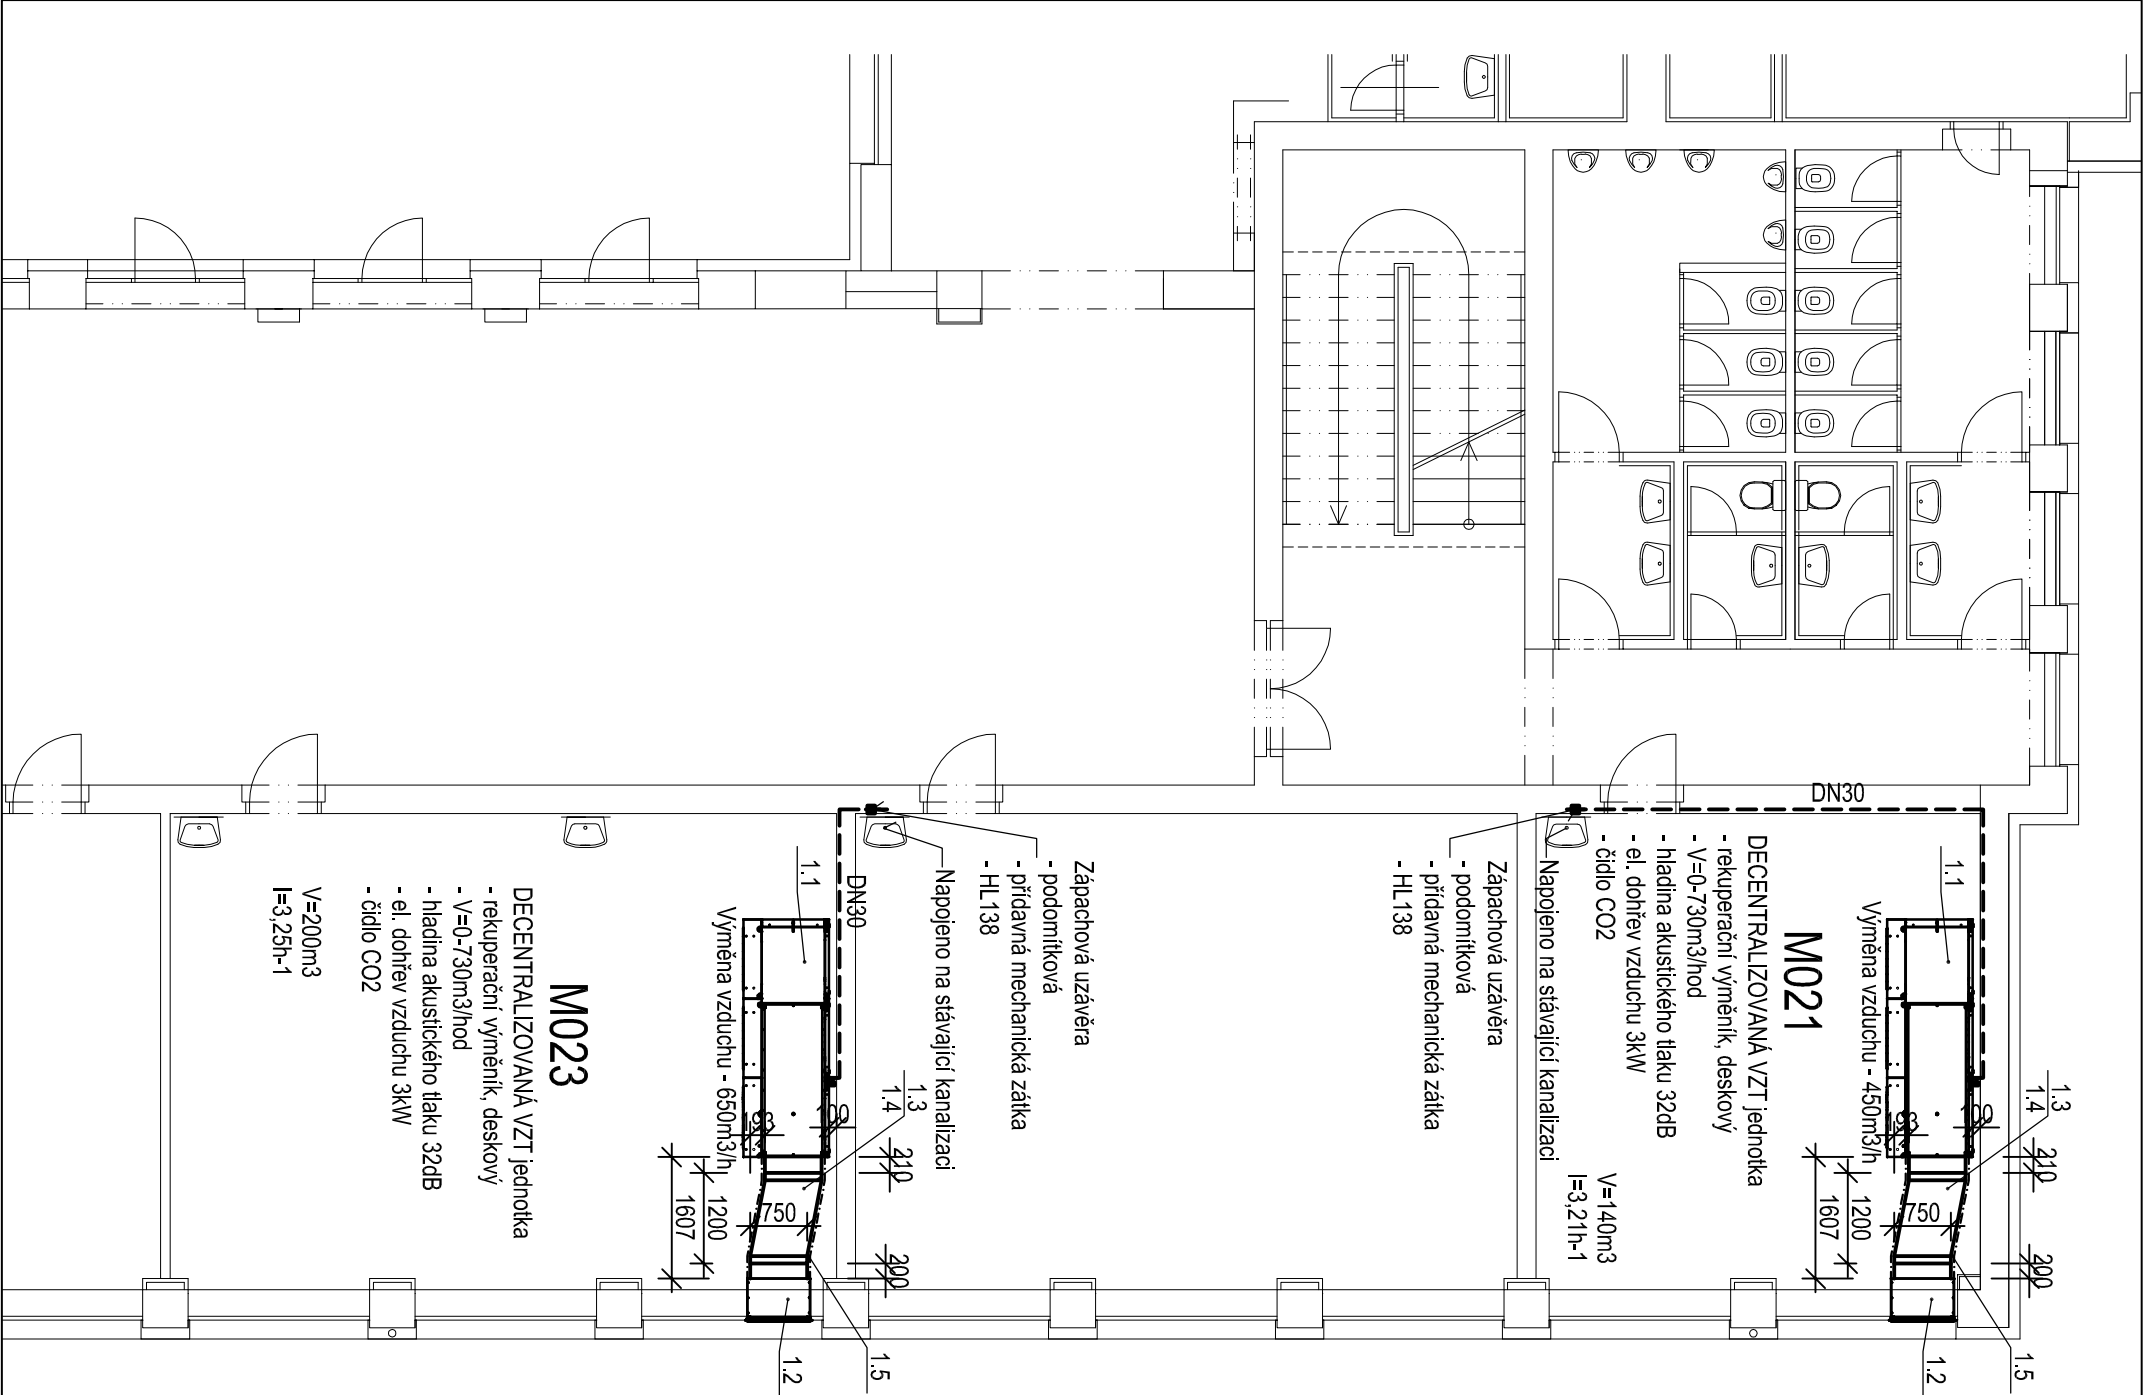 DN30
M021
Výměna vzduchu - 450m3/h
DECENTRALIZOVANÁ VZT jednotka
- rekuperační výměník, deskový
- V=0-730m3/hod
- hladina akustického tlaku 32dB
- el. dohřev vzduchu 3kW
- čidlo CO2
V=140m3
I=3,21h-1
1.1
1.3
1.4
1.5
1.2
100
193
210
750
1200
1607
200
Napojeno na stávající kanalizaci
Zápachová uzávěra
- podomítková
- přídavná mechanická zátka
- HL138
Zápachová uzávěra
- podomítková
- přídavná mechanická zátka
- HL138
Napojeno na stávající kanalizaci
DN30
1.1
1.3
1.4
1.5
1.2
Výměna vzduchu - 650m3/h
100
193
210
750
1200
1607
200
M023
DECENTRALIZOVANÁ VZT jednotka
- rekuperační výměník, deskový
- V=0-730m3/hod
- hladina akustického tlaku 32dB
- el. dohřev vzduchu 3kW
- čidlo CO2
V=200m3
I=3,25h-1